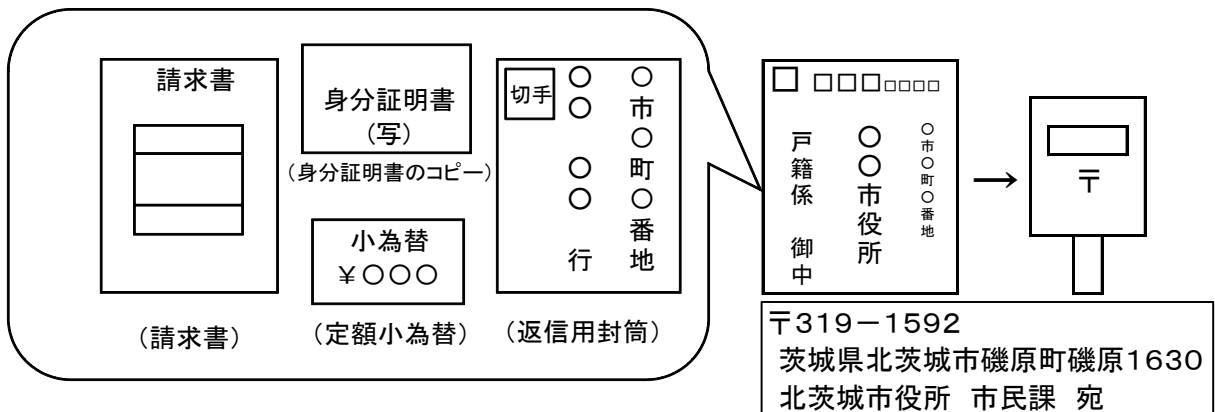 請求書
身分証明書
(写)
(身分証明書のコピー)
小為替
￥○○○
切手
○市○町○番地
○○ ○○ 行
(請求書)
(定額小為替)
(返信用封筒)
□ □□□□□□□
○市○町○番地
○○市役所
戸籍係 御中
→
〒
〒319－1592
茨城県北茨城市磯原町磯原1630
北茨城市役所 市民課 宛